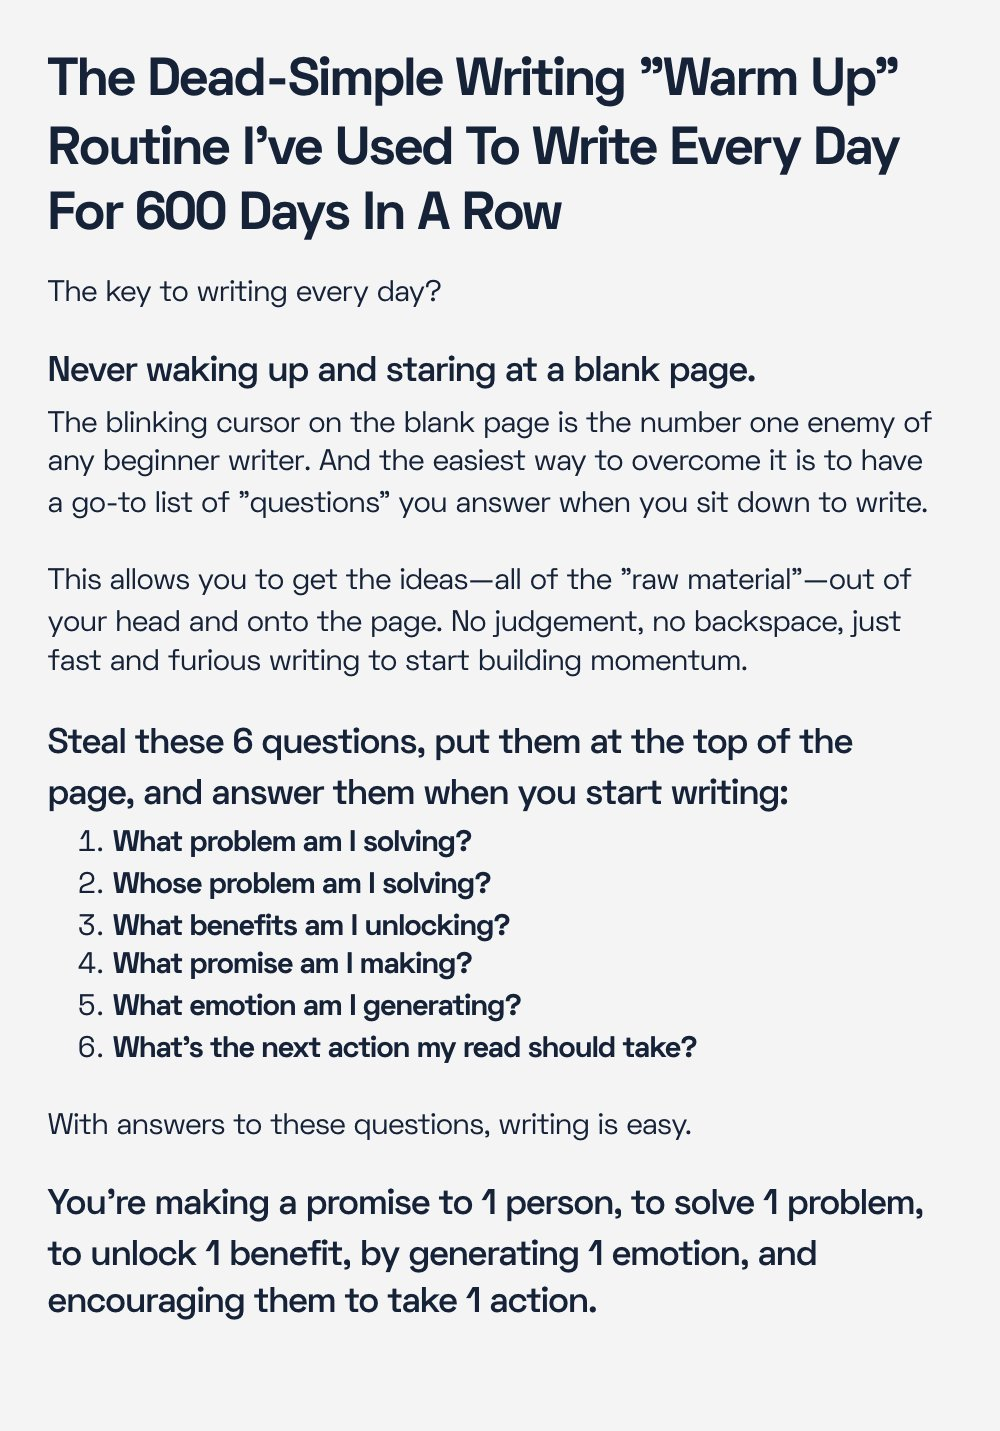 The Dead-Simple Writing ”Warm Up”
Routine I’ve Used To Write Every Day
For 600 Days In A Row
The key to writing every day?
Never waking up and staring at a blank page.
The blinking cursor on the blank page is the number one enemy of
any beginner writer. And the easiest way to overcome it is to have
a go-to list of ”questions” you answer when you sit down to write.
This allows you to get the ideas—all of the ”raw material”—out of
your head and onto the page. No judgement, no backspace, just
fast and furious writing to start building momentum.
Steal these 6 questions, put them at the top of the
page, and answer them when you start writing:
1. What problem am I solving?
2. Whose problem am I solving?
3. What benefits am I unlocking?
4. What promise am I making?
5. What emotion am I generating?
6. What’s the next action my read should take?
With answers to these questions, writing is easy.
You’re making a promise to 1 person, to solve 1 problem,
to unlock 1 benefit, by generating 1 emotion, and
encouraging them to take 1 action.